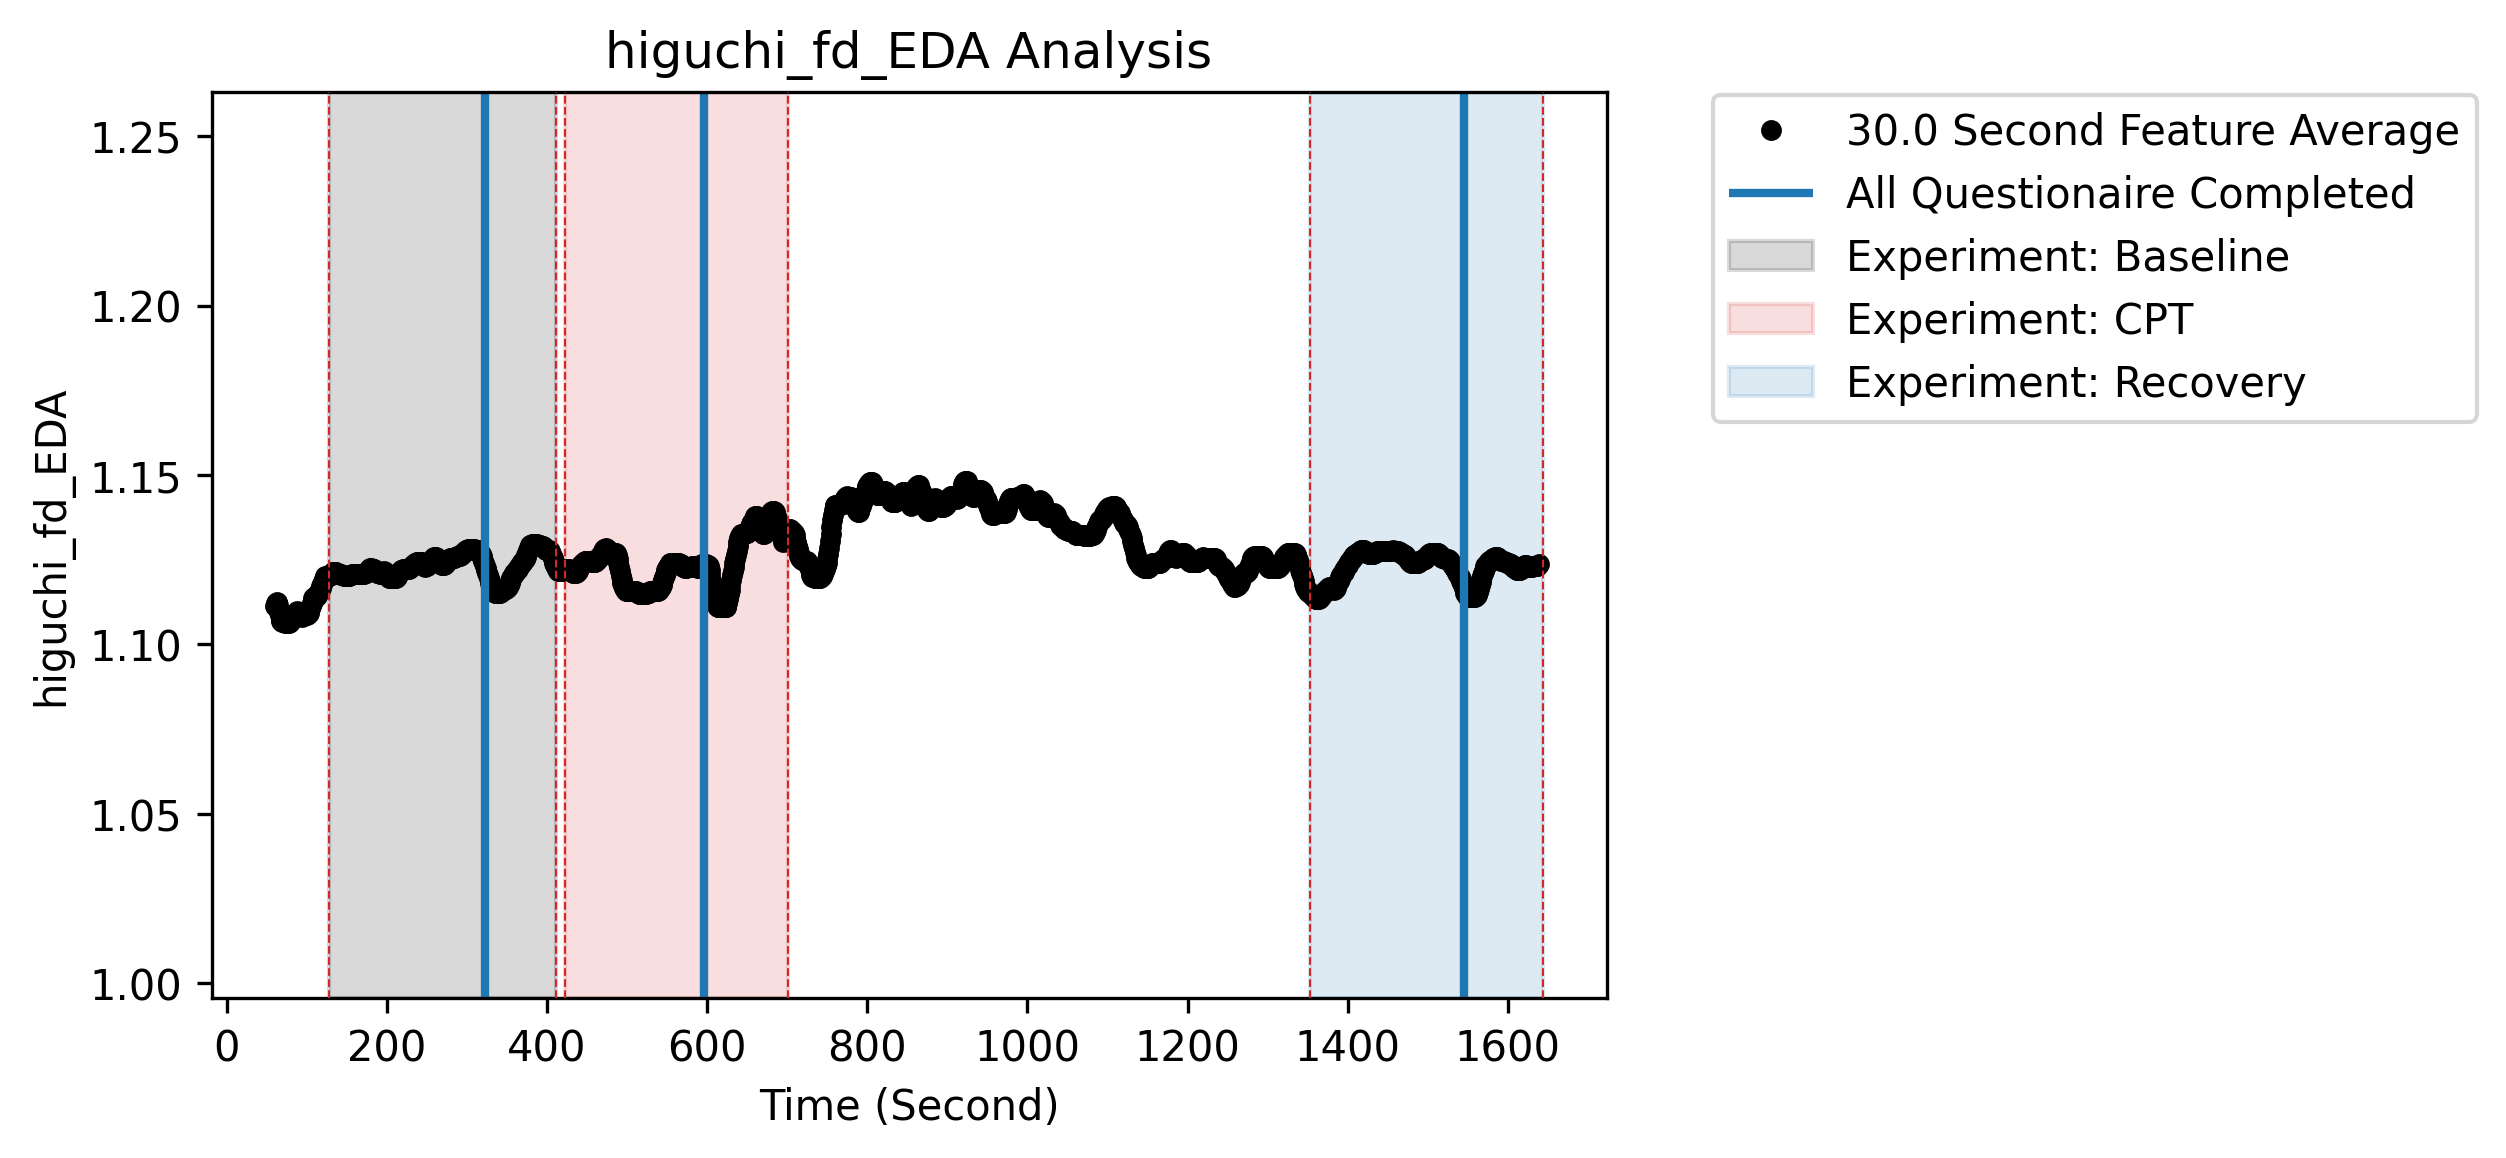 higuchi_fd_EDA Analysis
30.0 Second Feature Average
All Questionaire Completed
Experiment: Baseline
Experiment: CPT
Experiment: Recovery
higuchi_fd_EDA
1.25
1.20
1.15
1.10
1.05
1.00
0 200 400 600 800 1000 1200 1400 1600
Time (Second)